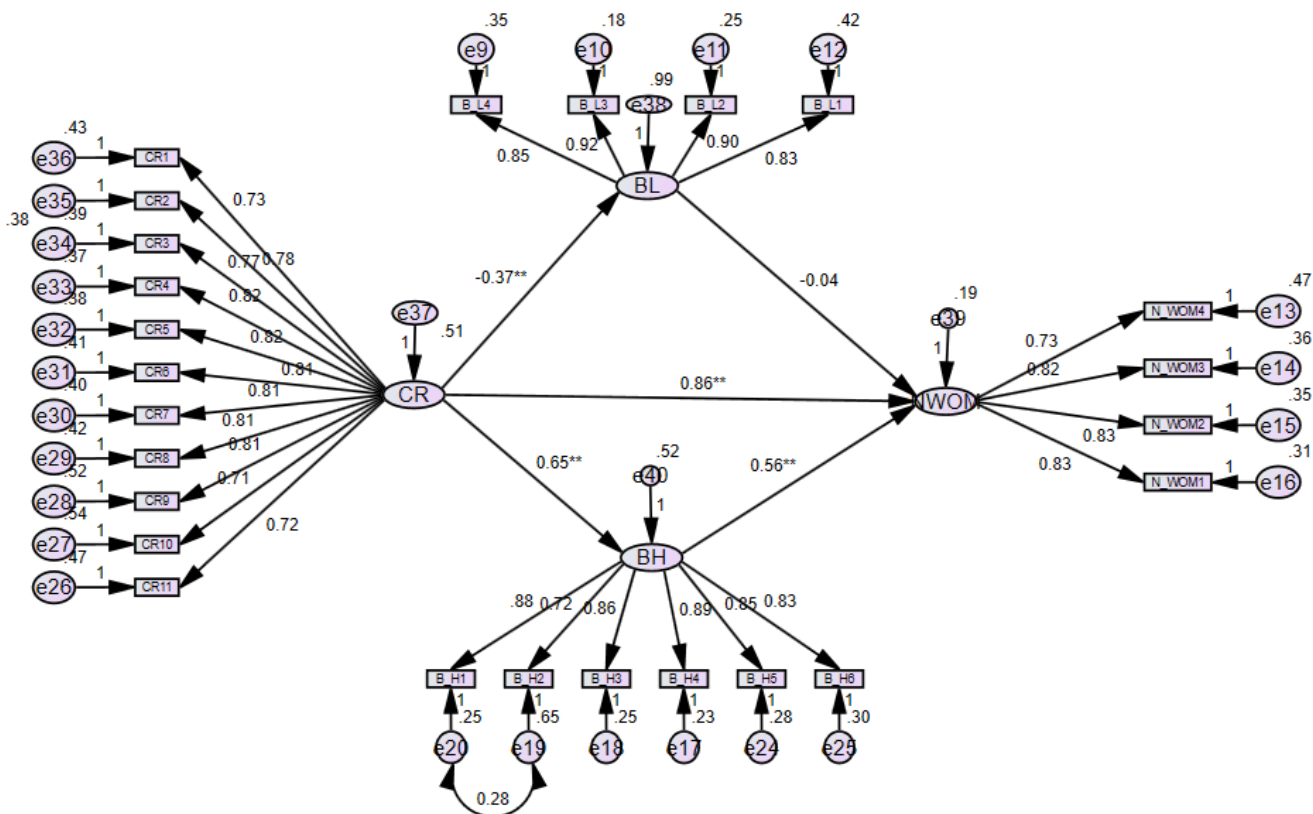 .35 .18 .25 .42
e9 e10 e11 e12
1 1 1 1
.99
B_L4 B_L3 e38 B_L2 B_L1
0.85 0.92 1 0.90 0.83
BL
.43
e36 1 CR1
e35 1 CR2
.38 .39
e34 1 CR3
.37
e33 1 CR4
.38
e32 1 CR5
.41
e31 1 CR6
.40
e30 1 CR7
.42
e29 1 CR8
.52
e28 1 CR9
.54
e27 1 CR10
.47
e26 1 CR11
0.73
0.77 0.78
0.82
0.82
0.81
0.81
0.81
0.81
0.71
0.72
e37 .51
1
CR
-0.37**
-0.04
0.86**
0.65**
0.56**
.19
e39
1
NWOM
0.73 N_WOM4 1 e13 .47
0.82 N_WOM3 1 e14 .36
0.83 N_WOM2 1 e15 .35
0.83 N_WOM1 1 e16 .31
.52
e40
1
BH
.88 0.72 0.86 0.89 0.85 0.83
B_H1 B_H2 B_H3 B_H4 B_H5 B_H6
1 1 1 1 1 1
.25 .65 .25 .23 .28 .30
e20 e19 e18 e17 e24 e25
0.28